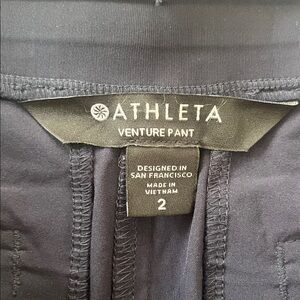 ATHLETA
VENTURE PANT
DESIGNED IN
SAN FRANCISCO
MADE IN
VIETNAM
2